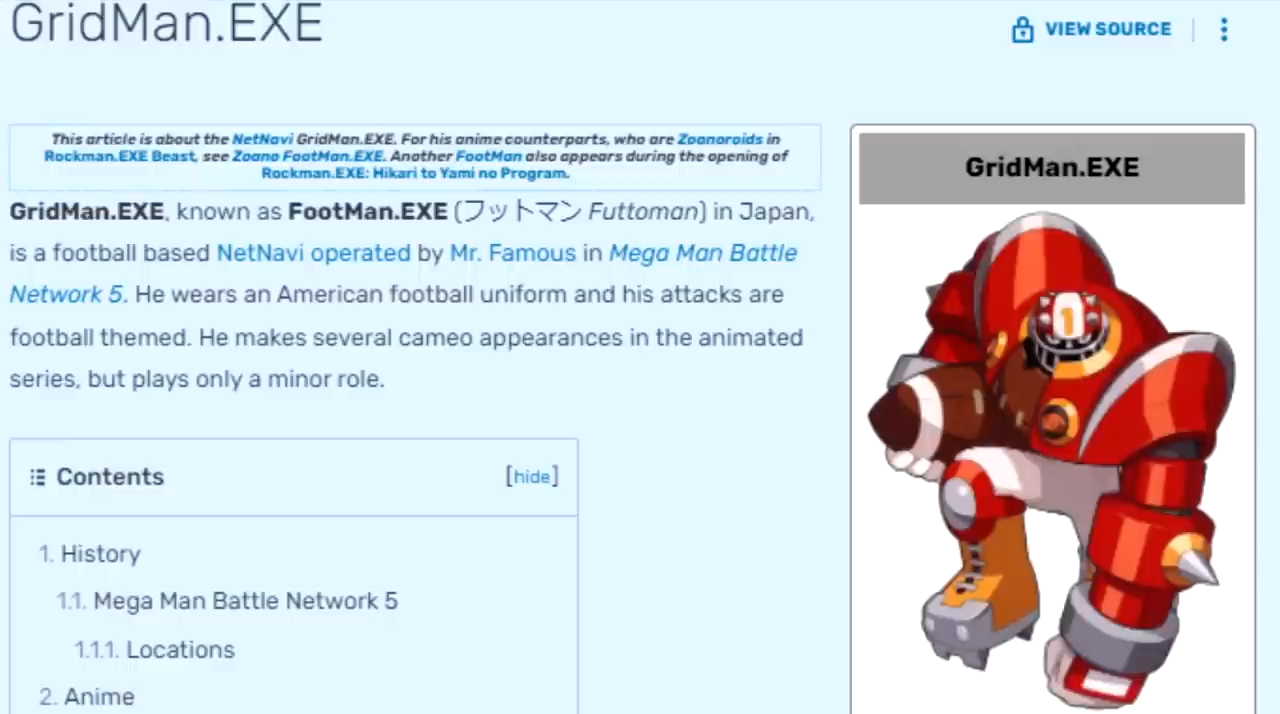 GridMan.EXE
VIEW SOURCE
This article is about the NetNavi GridMan.EXE. For his anime counterparts, who are Zoanoroids in
Rockman.EXE Beast, see Zoano FootMan.EXE. Another FootMan also appears during the opening of
Rockman.EXE: Hikari to Yami no Program.
GridMan.EXE, known as FootMan.EXE (フットマン Futtoman) in Japan,
is a football based NetNavi operated by Mr. Famous in Mega Man Battle
Network 5. He wears an American football uniform and his attacks are
football themed. He makes several cameo appearances in the animated
series, but plays only a minor role.
Contents [hide]
1. History
1.1. Mega Man Battle Network 5
1.1.1. Locations
2. Anime
GridMan.EXE
1